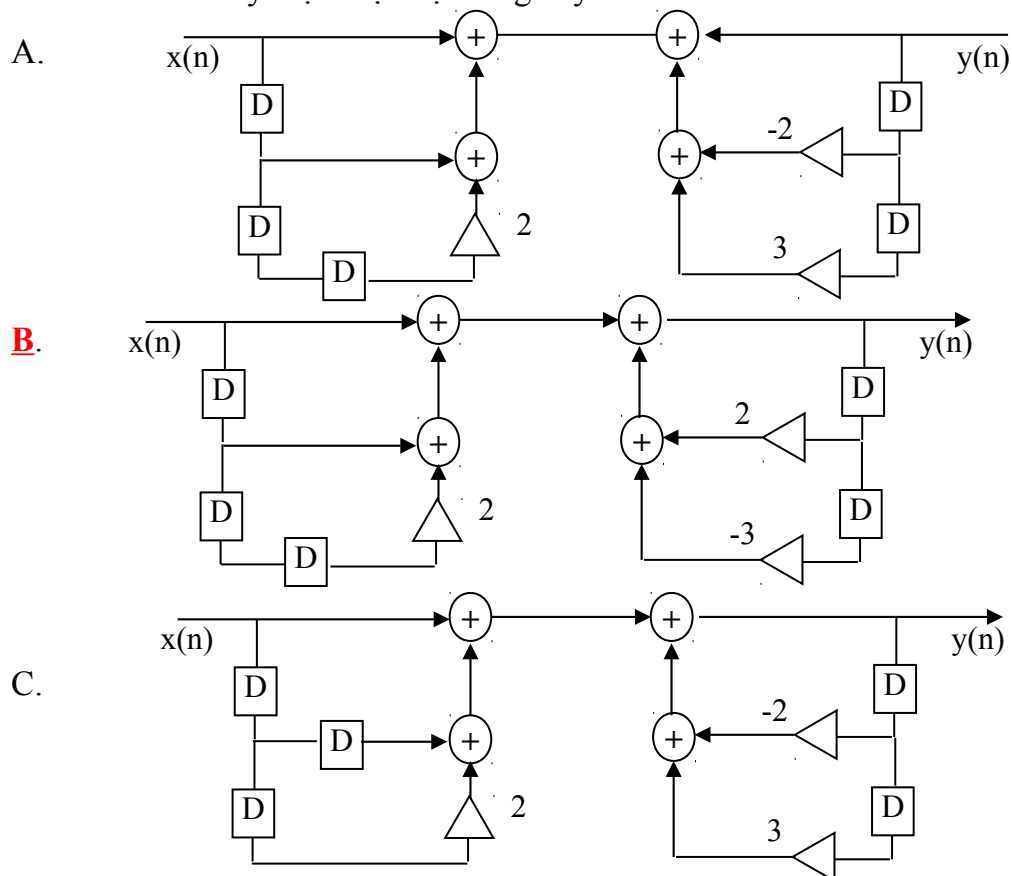 A.
x(n) + + y(n)
D D
-2
+ +
D 2 D
D 3
B.
x(n) + + y(n)
D D
2
+ +
D 2 D
D -3
C.
x(n) + + y(n)
D D
-2
D + +
D 2 D
3